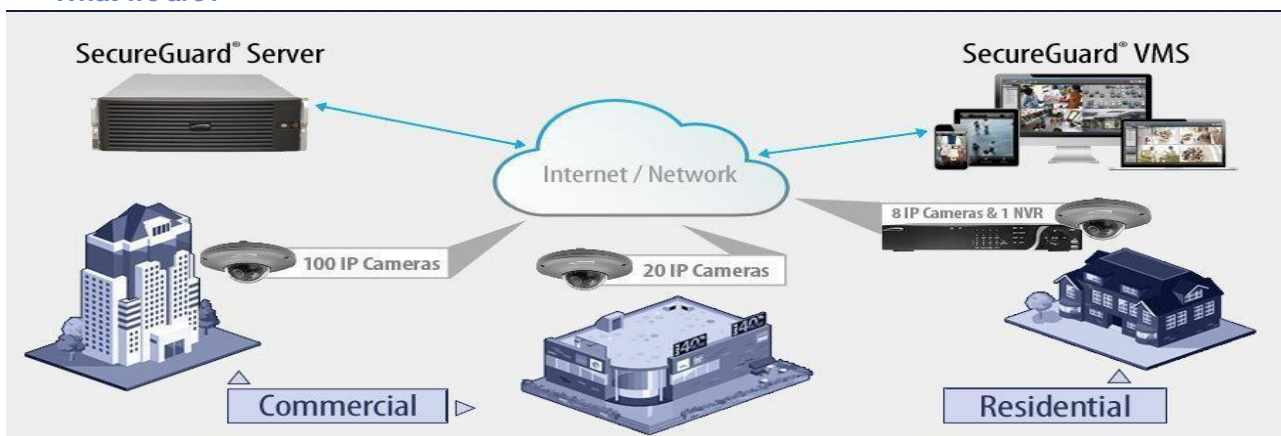 SecureGuard® Server
SecureGuard® VMS
Internet / Network
8 IP Cameras & 1 NVR
100 IP Cameras
20 IP Cameras
Commercial
Residential